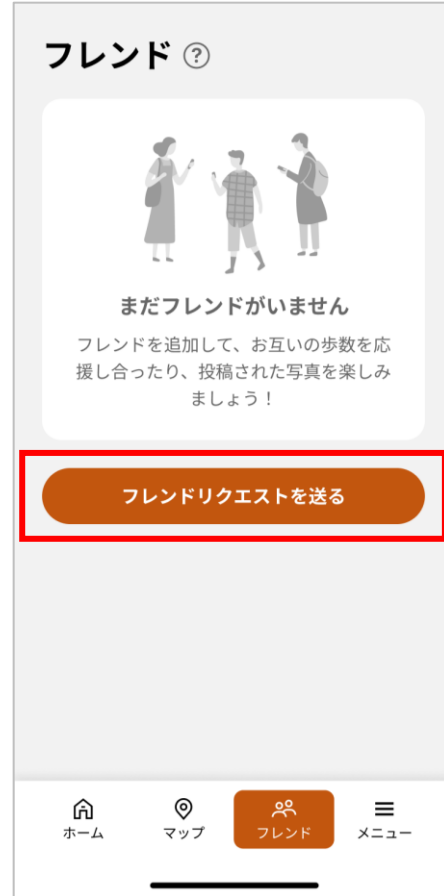 フレンド ?
まだフレンドがいません
フレンドを追加して、お互いの歩数を応
援し合ったり、投稿された写真を楽しみ
ましょう！
フレンドリクエストを送る
ホーム マップ フレンド メニュー